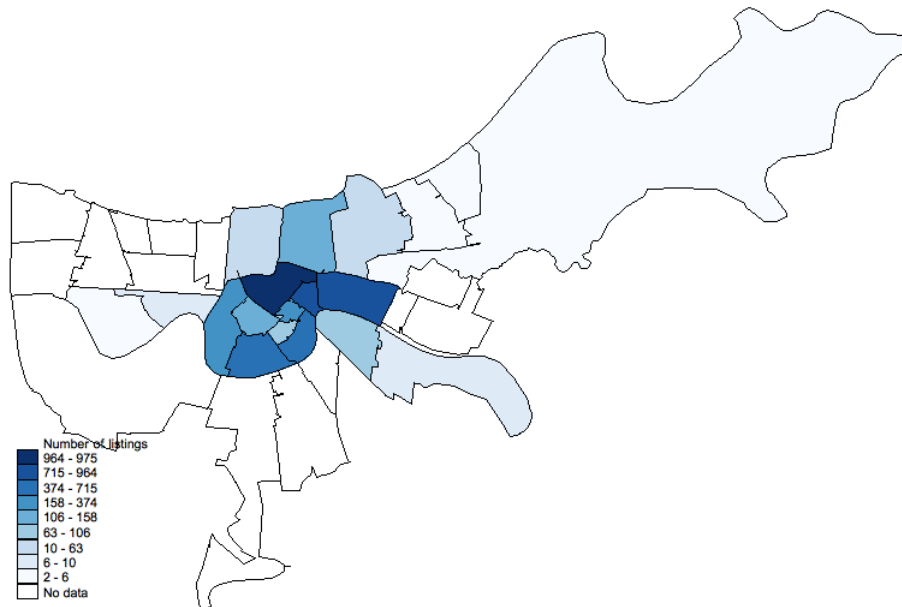 Number of listings
964 - 975
715 - 964
374 - 715
158 - 374
106 - 158
63 - 106
10 - 63
6 - 10
2 - 6
No data